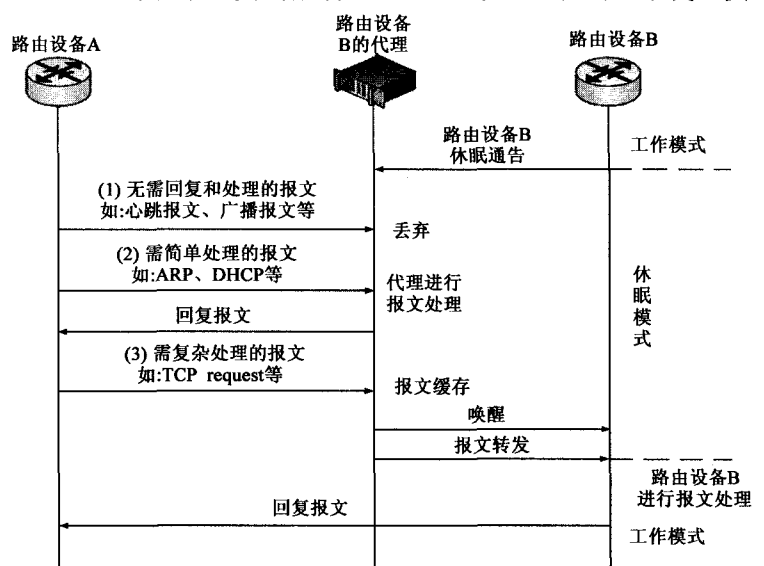 路由设备A
路由设备
B的代理
路由设备B
路由设备B
休眠通告
工作模式
(1) 无需回复和处理的报文
如:心跳报文、广播报文等
丢弃
(2) 需简单处理的报文
如:ARP、DHCP等
代理进行
报文处理
休眠模式
回复报文
(3) 需复杂处理的报文
如:TCP request等
报文缓存
唤醒
报文转发
路由设备B
进行报文处理
回复报文
工作模式